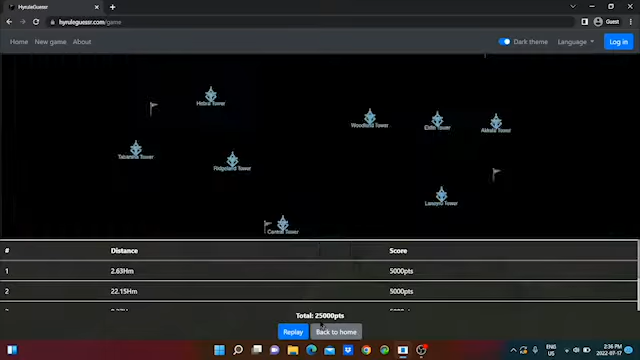 HyruleGuessr
hyruleguessr.com/game
Guest
Home New game About
Dark theme Language Log in
Hebra Tower
Woodland Tower
Eldin Tower
Akkala Tower
Tabantha Tower
Ridgeland Tower
Lanayru Tower
Central Tower
# Distance Score
1 2.63Hm 5000pts
2 22.15Hm 5000pts
Total: 25000pts
Replay Back to home
ENG
US
2:36 PM
2022-07-17